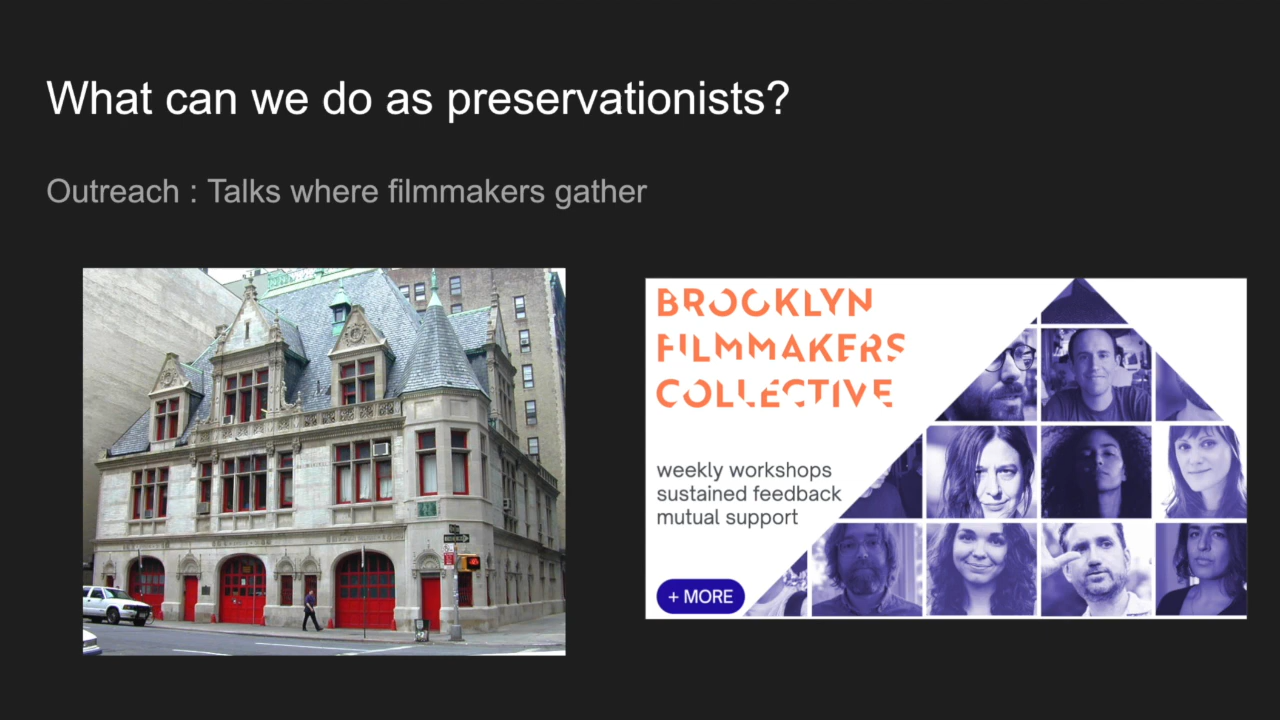 What can we do as preservationists?
Outreach : Talks where filmmakers gather
BROOKLYN
FILMMAKERS
COLLECTIVE
weekly workshops
sustained feedback
mutual support
+ MORE